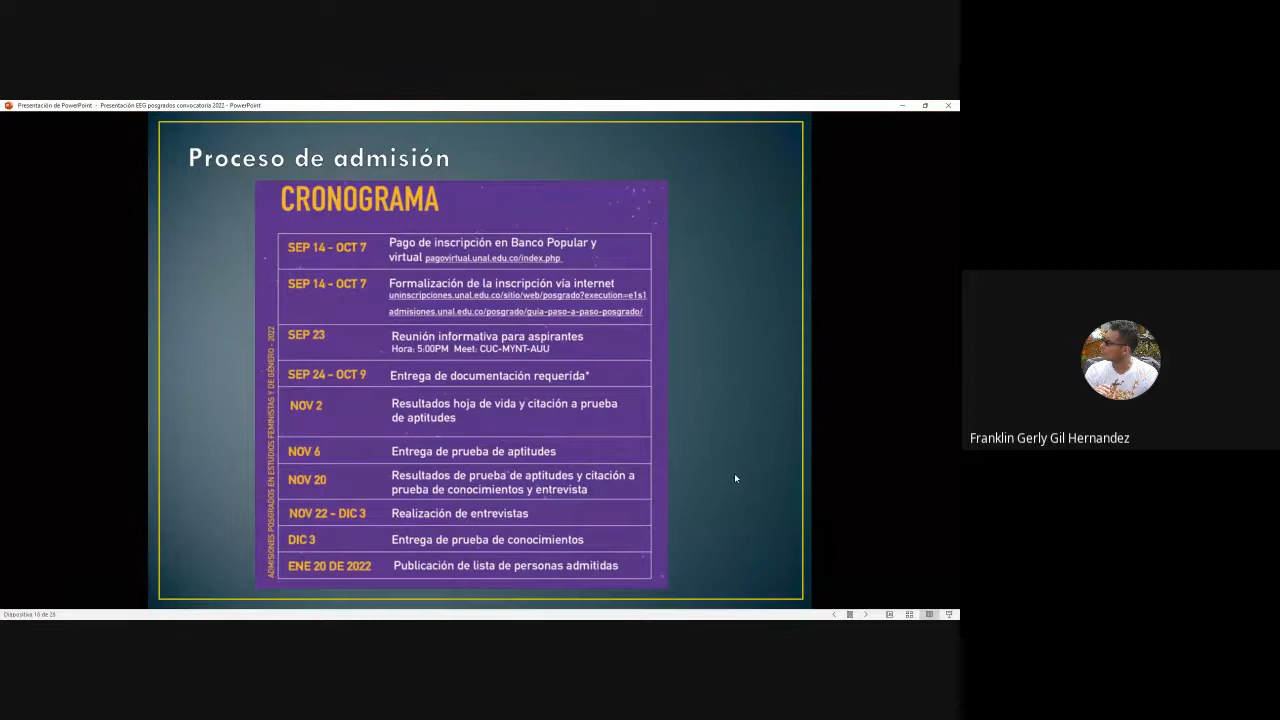 Presentación de PowerPoint - Presentación EEG posgrados convocatoria 2022 - PowerPoint
Proceso de admisión
CRONOGRAMA
SEP 14 - OCT 7
Pago de inscripción en Banco Popular y
virtual pagovirtual.unal.edu.co/index.php
SEP 14 - OCT 7
Formalización de la inscripción vía internet
uninscripciones.unal.edu.co/sitio/web/posgrado?execution=e1s1
admisiones.unal.edu.co/posgrado/guia-paso-a-paso-posgrado/
SEP 23
Reunión informativa para aspirantes
Hora: 5:00PM Meet: CUC-MYNT-AUU
SEP 24 - OCT 9
Entrega de documentación requerida*
NOV 2
Resultados hoja de vida y citación a prueba
de aptitudes
NOV 6
Entrega de prueba de aptitudes
NOV 20
Resultados de prueba de aptitudes y citación a
prueba de conocimientos y entrevista
NOV 22 - DIC 3
Realización de entrevistas
DIC 3
Entrega de prueba de conocimientos
ENE 20 DE 2022
Publicación de lista de personas admitidas
ADMISIONES POSGRADOS EN ESTUDIOS FEMINISTAS Y DE GÉNERO - 2022
Franklin Gerly Gil Hernandez
Diapositiva 18 de 28